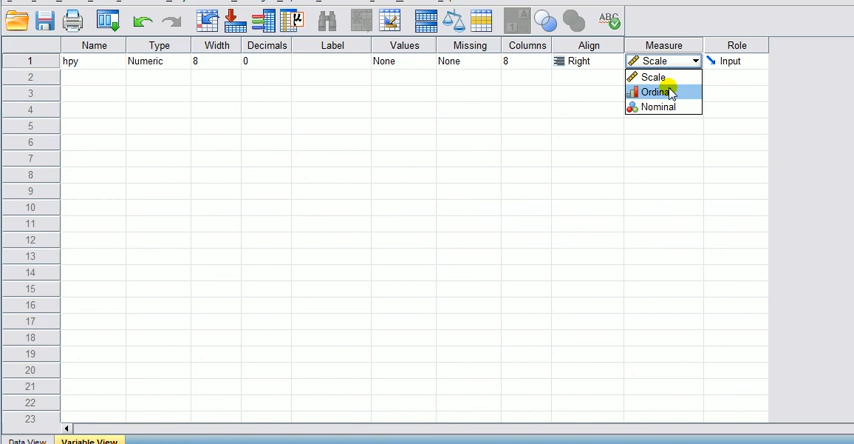 A
1
ABC
Name Type Width Decimals Label Values Missing Columns Align Measure Role
1 hpy Numeric 8 0 None None 8 Right Scale Input
2 Scale
3 Ordinal
4 Nominal
5
6
7
8
9
10
11
12
13
14
15
16
17
18
19
20
21
22
23
Data View Variable View